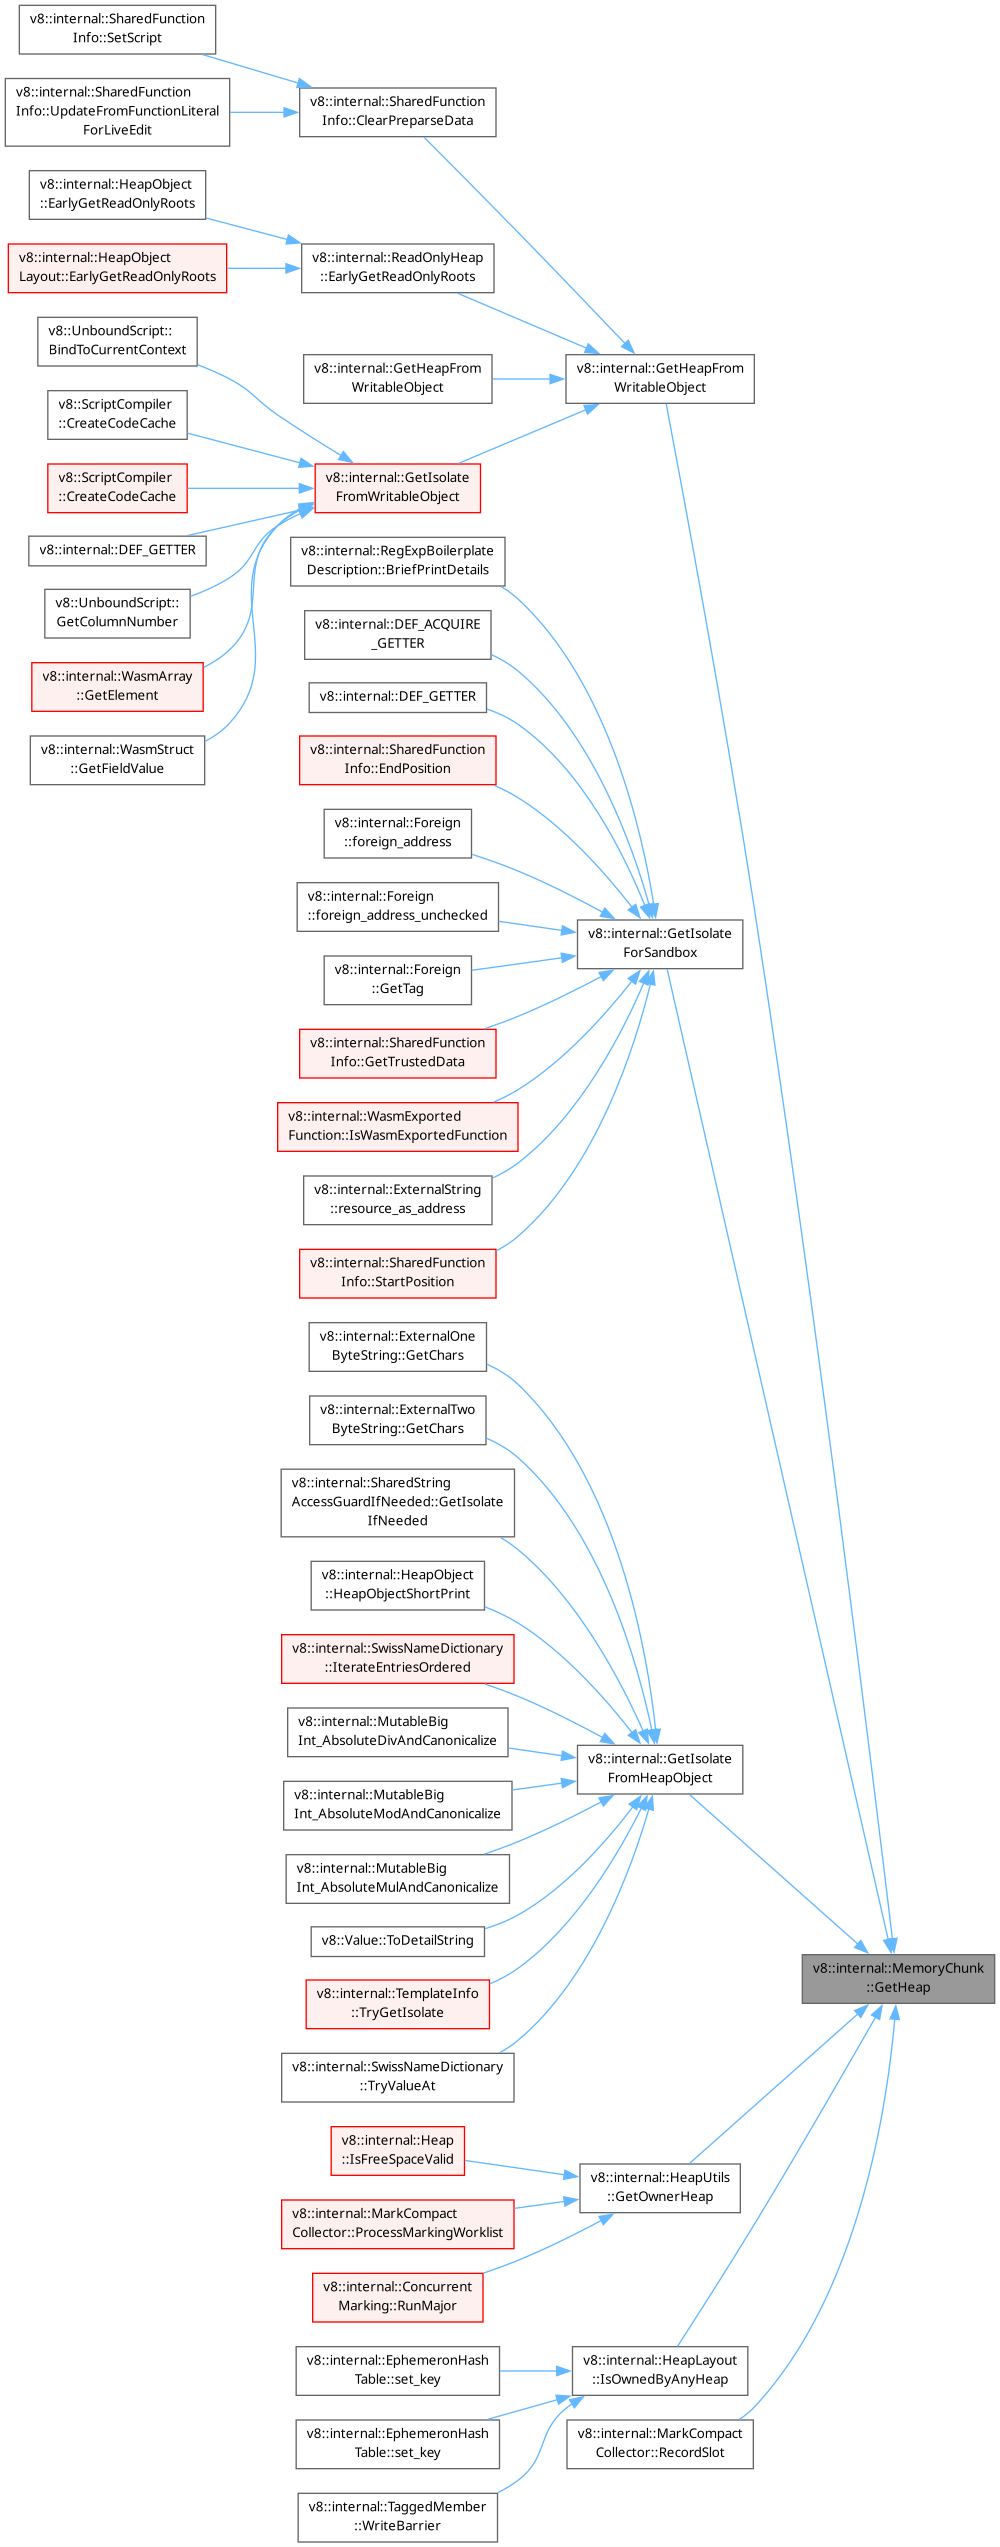 v8::internal::SharedFunction
Info::SetScript
v8::internal::SharedFunction
Info::UpdateFromFunctionLiteral
ForLiveEdit
v8::internal::SharedFunction
Info::ClearPreparseData
v8::internal::HeapObject
::EarlyGetReadOnlyRoots
v8::internal::HeapObject
Layout::EarlyGetReadOnlyRoots
v8::internal::ReadOnlyHeap
::EarlyGetReadOnlyRoots
v8::UnboundScript::
BindToCurrentContext
v8::internal::GetHeapFrom
WritableObject
v8::internal::GetHeapFrom
WritableObject
v8::ScriptCompiler
::CreateCodeCache
v8::ScriptCompiler
::CreateCodeCache
v8::internal::GetIsolate
FromWritableObject
v8::internal::DEF_GETTER
v8::UnboundScript::
GetColumnNumber
v8::internal::WasmArray
::GetElement
v8::internal::WasmStruct
::GetFieldValue
v8::internal::RegExpBoilerplate
Description::BriefPrintDetails
v8::internal::DEF_ACQUIRE
_GETTER
v8::internal::DEF_GETTER
v8::internal::SharedFunction
Info::EndPosition
v8::internal::Foreign
::foreign_address
v8::internal::Foreign
::foreign_address_unchecked
v8::internal::GetIsolate
ForSandbox
v8::internal::Foreign
::GetTag
v8::internal::SharedFunction
Info::GetTrustedData
v8::internal::WasmExported
Function::IsWasmExportedFunction
v8::internal::ExternalString
::resource_as_address
v8::internal::SharedFunction
Info::StartPosition
v8::internal::ExternalOne
ByteString::GetChars
v8::internal::ExternalTwo
ByteString::GetChars
v8::internal::SharedString
AccessGuardIfNeeded::GetIsolate
IfNeeded
v8::internal::HeapObject
::HeapObjectShortPrint
v8::internal::SwissNameDictionary
::IterateEntriesOrdered
v8::internal::MutableBig
Int_AbsoluteDivAndCanonicalize
v8::internal::GetIsolate
FromHeapObject
v8::internal::MutableBig
Int_AbsoluteModAndCanonicalize
v8::internal::MutableBig
Int_AbsoluteMulAndCanonicalize
v8::Value::ToDetailString
v8::internal::TemplateInfo
::TryGetIsolate
v8::internal::MemoryChunk
::GetHeap
v8::internal::SwissNameDictionary
::TryValueAt
v8::internal::Heap
::IsFreeSpaceValid
v8::internal::MarkCompact
Collector::ProcessMarkingWorklist
v8::internal::HeapUtils
::GetOwnerHeap
v8::internal::Concurrent
Marking::RunMajor
v8::internal::EphemeronHash
Table::set_key
v8::internal::HeapLayout
::IsOwnedByAnyHeap
v8::internal::EphemeronHash
Table::set_key
v8::internal::MarkCompact
Collector::RecordSlot
v8::internal::TaggedMember
::WriteBarrier